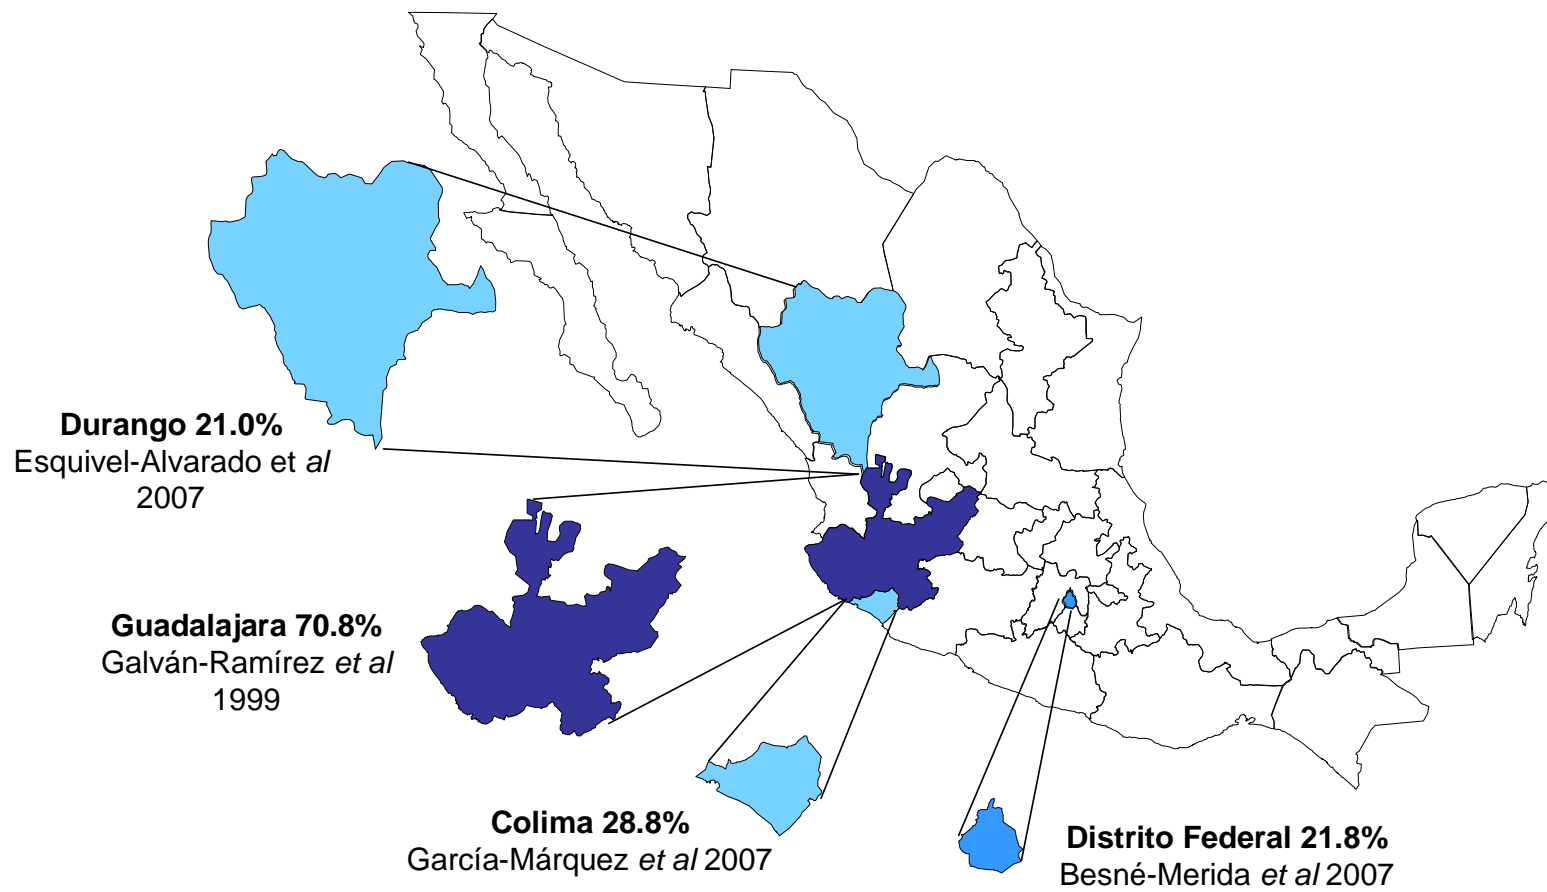 Durango 21.0%
Esquivel-Alvarado et al
2007
Guadalajara 70.8%
Galván-Ramírez et al
1999
Colima 28.8%
García-Márquez et al 2007
Distrito Federal 21.8%
Besné-Merida et al 2007